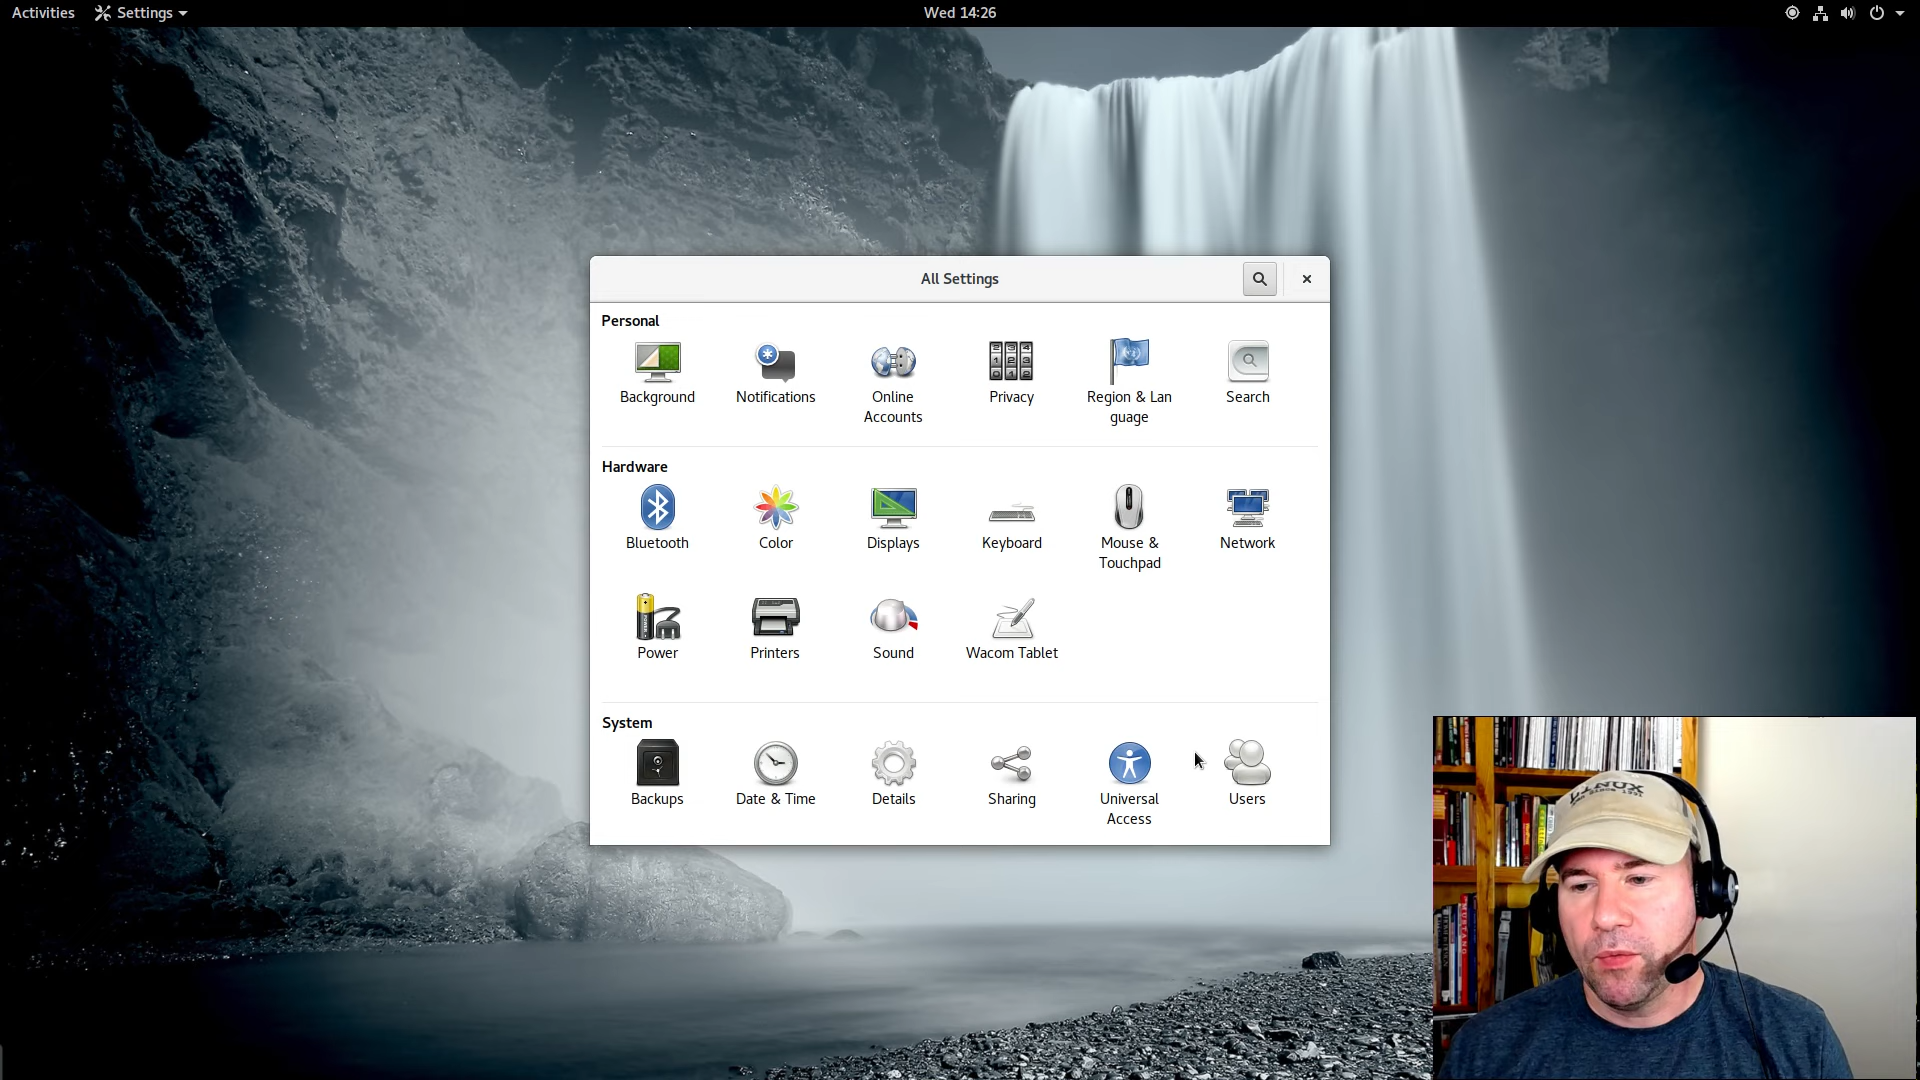 Activities Settings Wed 14:26
All Settings
Personal
Background Notifications Online Accounts Privacy Region & Lan guage Search
Hardware
Bluetooth Color Displays Keyboard Mouse & Touchpad Network
Power Printers Sound Wacom Tablet
System
Backups Date & Time Details Sharing Universal Access Users
LINUX
MUSTANG